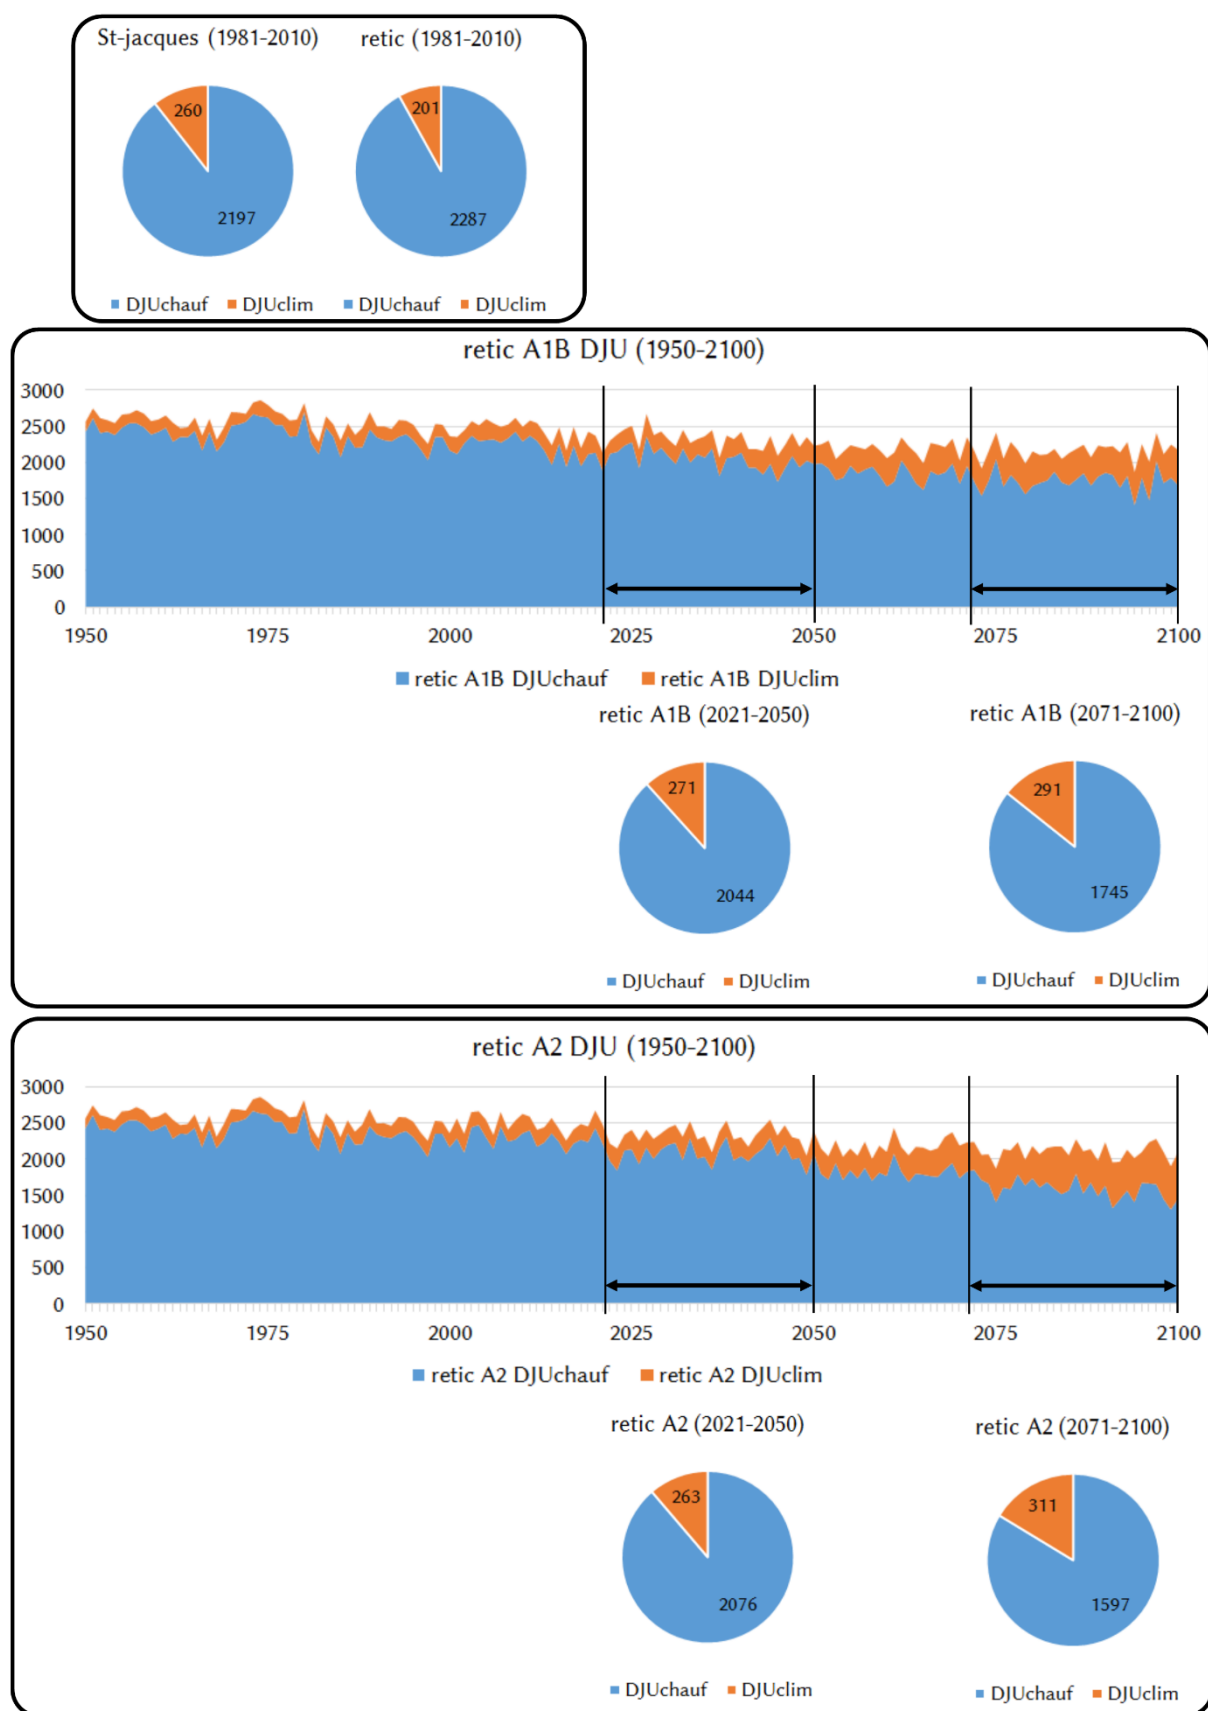 St-jacques (1981-2010) retic (1981-2010)
260 201
2197 2287
DJUchauf DJUclim DJUchauf DJUclim
retic A1B DJU (1950-2100)
3000
2500
2000
1500
1000
500
0
1950 1975 2000 2025 2050 2075 2100
retic A1B DJUchauf retic A1B DJUclim
retic A1B (2021-2050) retic A1B (2071-2100)
271 291
2044 1745
DJUchauf DJUclim DJUchauf DJUclim
retic A2 DJU (1950-2100)
3000
2500
2000
1500
1000
500
0
1950 1975 2000 2025 2050 2075 2100
retic A2 DJUchauf retic A2 DJUclim
retic A2 (2021-2050) retic A2 (2071-2100)
263 311
2076 1597
DJUchauf DJUclim DJUchauf DJUclim